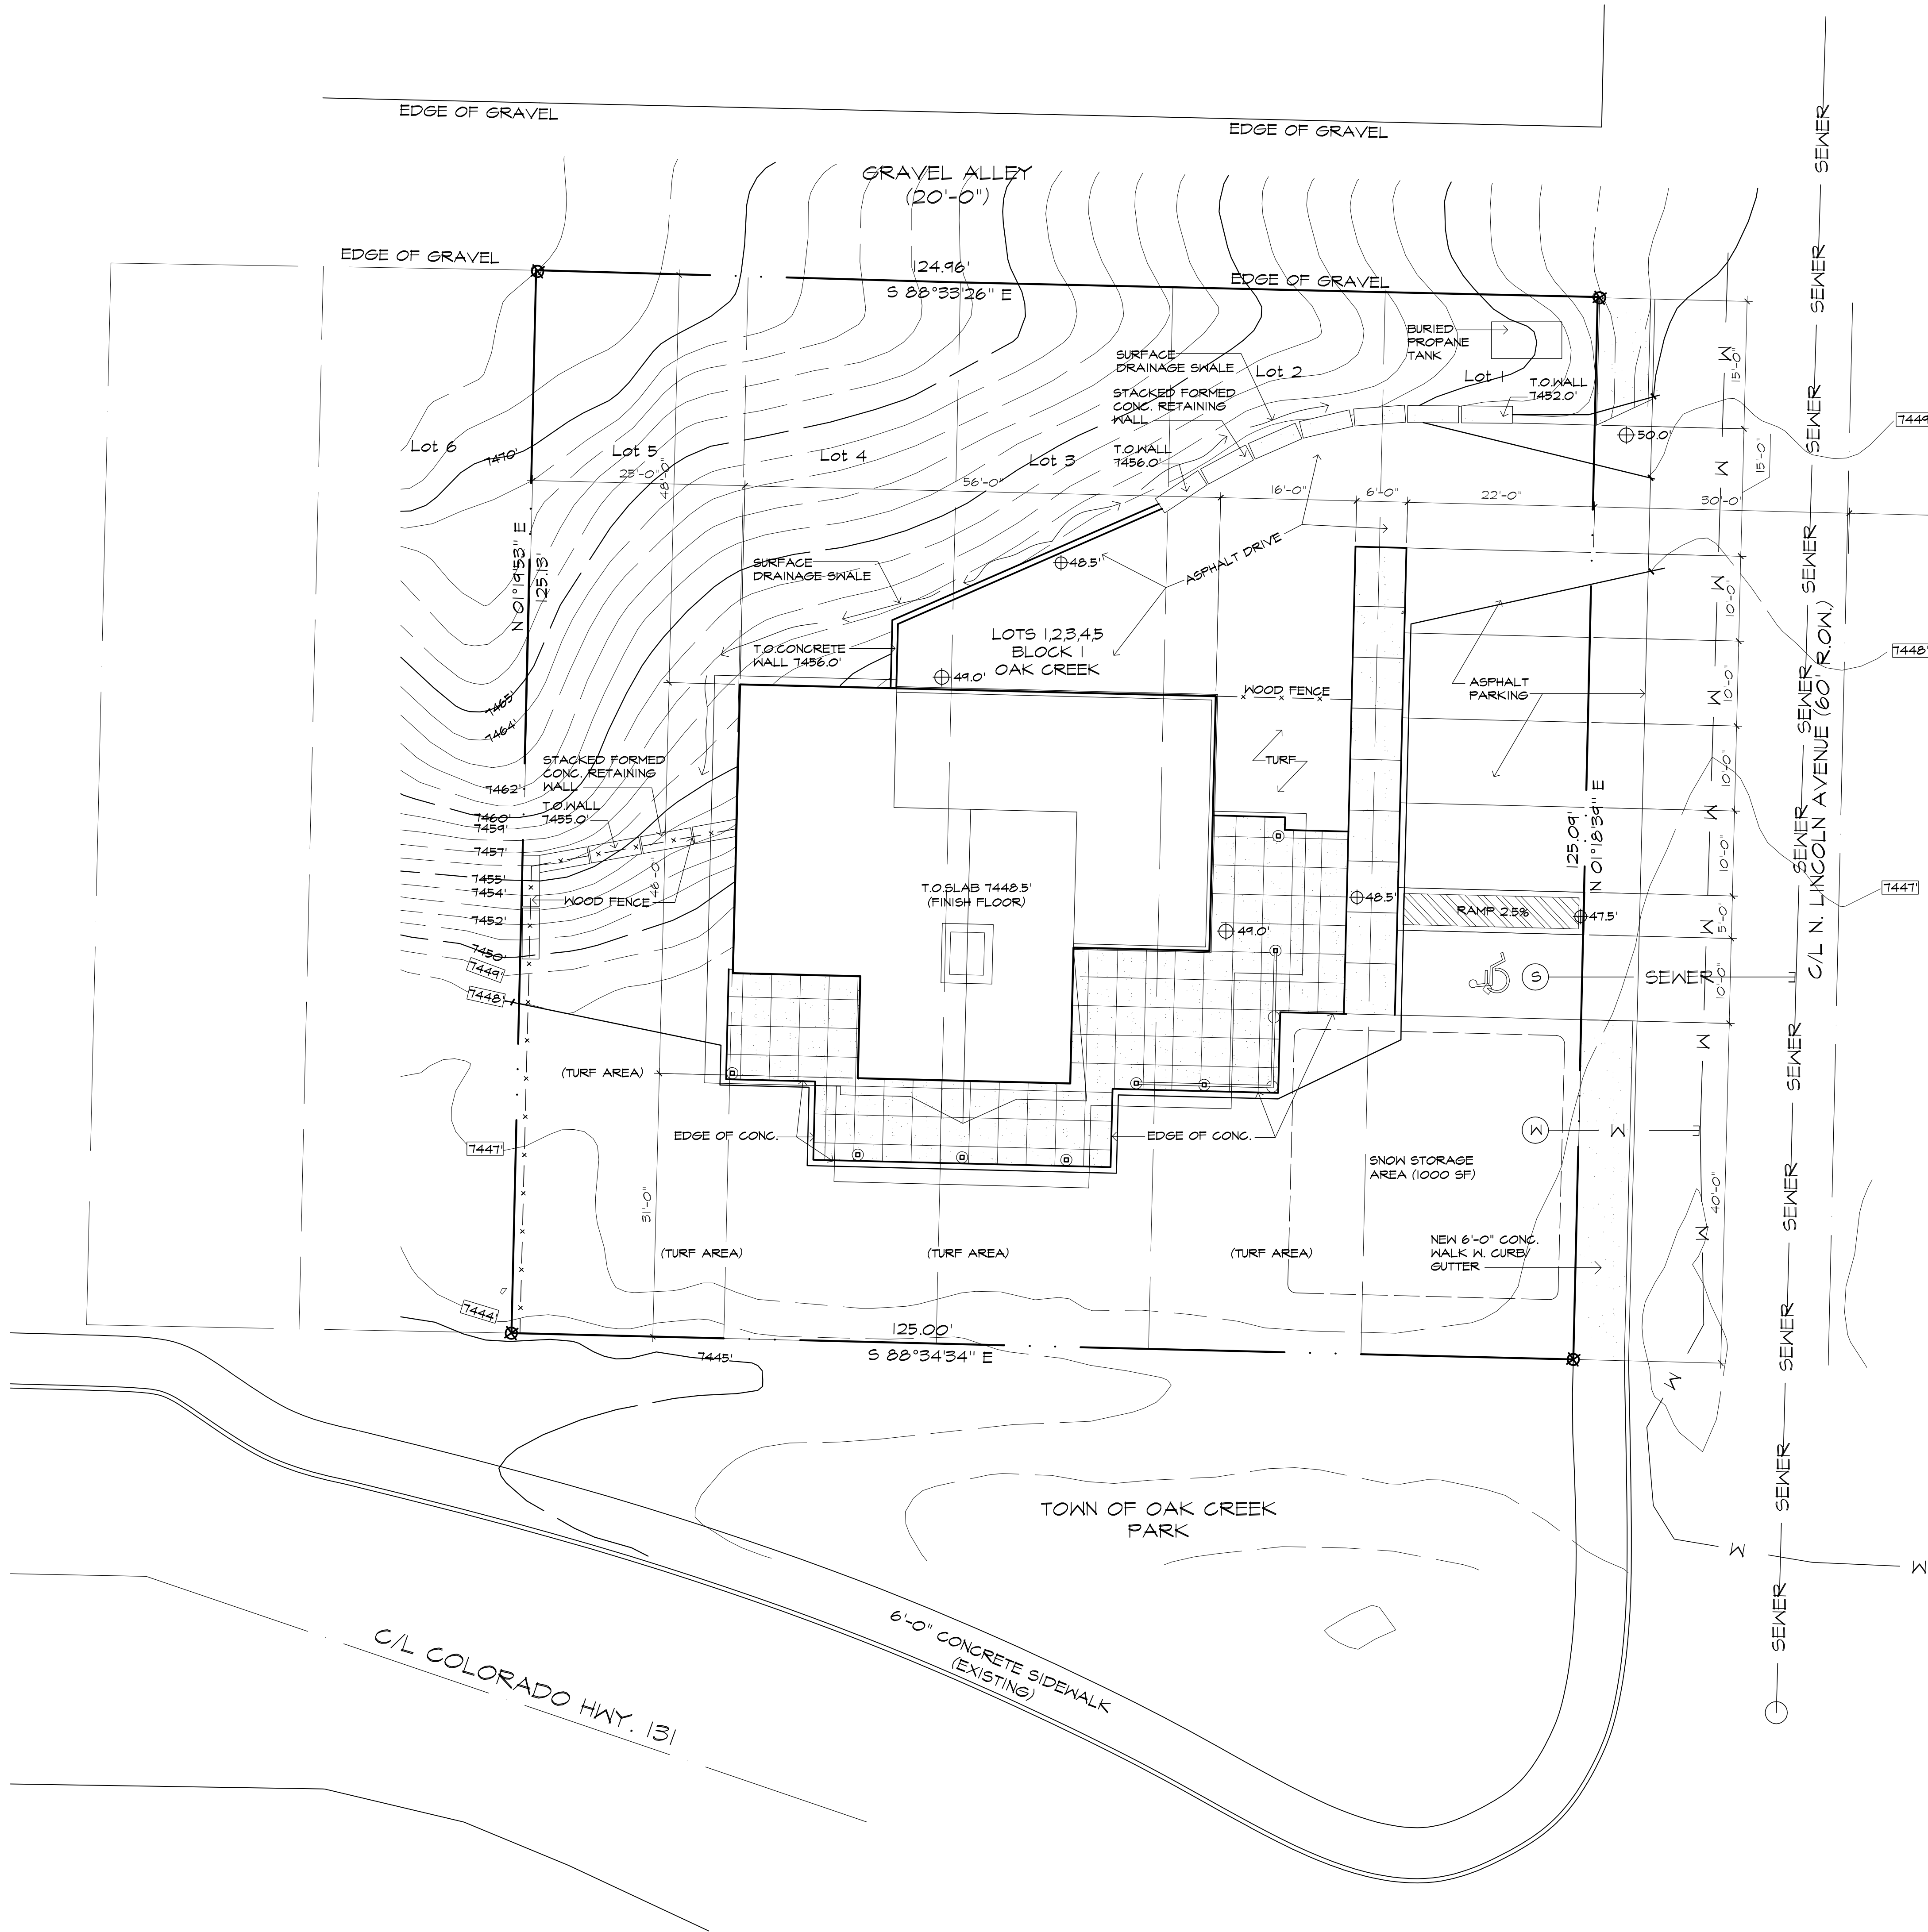 EDGE OF GRAVEL
EDGE OF GRAVEL
GRAVEL ALLEY
(20'-0")
EDGE OF GRAVEL
124.96'
S 88°33'26" E
EDGE OF GRAVEL
BURIED
PROPANE
TANK
SURFACE
DRAINAGE SWALE
Lot 2
Lot 1
T.O.WALL
7452.0'
STACKED FORMED
CONC. RETAINING
WALL
T.O.WALL
7456.0'
50.0'
15'-0"
15'-0"
7449'
Lot 6
7470'
Lot 5
Lot 4
Lot 3
25'-0"
48'-0"
56'-0"
16'-0"
6'-0"
22'-0"
30'-0"
N 01°19'53" E
125.13'
SURFACE
DRAINAGE SWALE
48.5'
ASPHALT DRIVE
LOTS 1,2,3,4,5
BLOCK 1
OAK CREEK
T.O.CONCRETE
WALL 7456.0'
49.0'
WOOD FENCE
ASPHALT
PARKING
TURF
10'-0"
10'-0"
10'-0"
10'-0"
5'-0"
10'-0"
40'-0"
7448'
7447'
C/L N. LINCOLN AVENUE (60' R.O.W.)
7465'
7464'
STACKED FORMED
CONC. RETAINING
WALL
T.O.WALL
7455.0'
7462'
7460'
7459'
7457'
7455'
7454'
7452'
7450'
7449'
7448'
WOOD FENCE
46'-0"
T.O.SLAB 7448.5'
(FINISH FLOOR)
49.0'
48.5'
RAMP 2.5%
47.5'
125.09'
N 01°18'39" E
S
SEWER
W
W
(TURF AREA)
EDGE OF CONC.
EDGE OF CONC.
7447'
31'-0"
SNOW STORAGE
AREA (1000 SF)
(TURF AREA)
(TURF AREA)
(TURF AREA)
NEW 6'-0" CONC.
WALK W. CURB/
GUTTER
7444'
7445'
125.00'
S 88°34'34" E
TOWN OF OAK CREEK
PARK
6'-0" CONCRETE SIDEWALK
(EXISTING)
C/L COLORADO HWY. 131
SEWER
SEWER
SEWER
SEWER
SEWER
SEWER
SEWER
SEWER
SEWER
SEWER
SEWER
SEWER
W
W
W
W
W
W
W
W
W
W
W
W